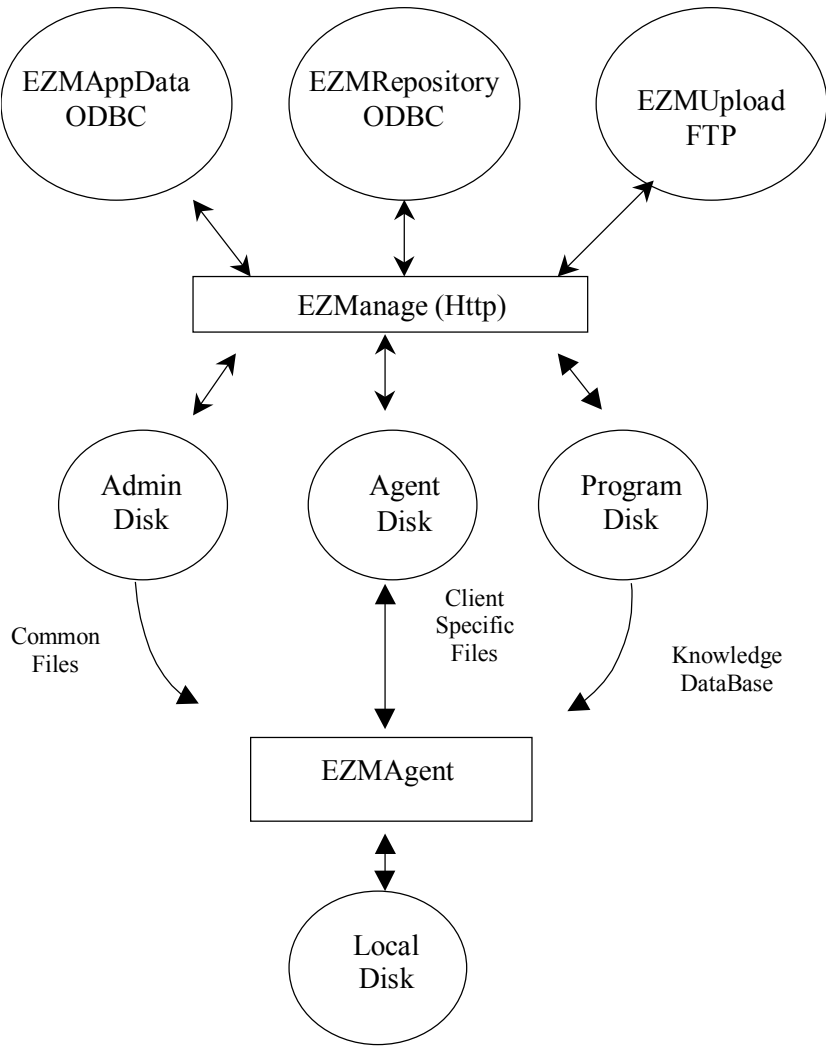 EZMAppData
ODBC
EZMRepository
ODBC
EZMUpload
FTP
EZManage (Http)
Admin
Disk
Agent
Disk
Program
Disk
Common
Files
Client
Specific
Files
Knowledge
DataBase
EZMAgent
Local
Disk